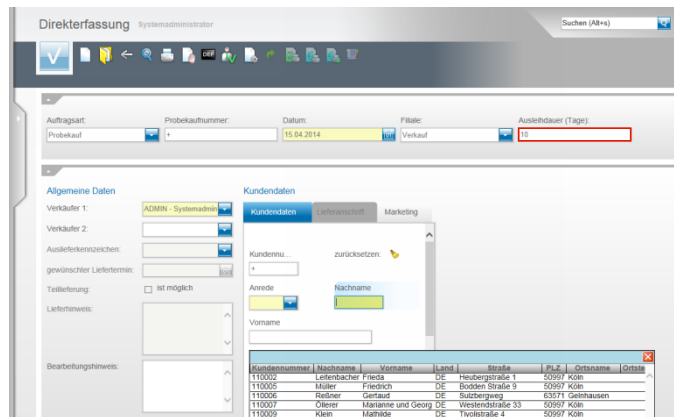 Direkterfassung Systemadministrator
Suchen (Alt+s)
Auftragsart: Probekaufnummer: Datum: Filiale: Ausleihdauer (Tage):
Probekauf + 15.04.2014 Verkauf 10
Allgemeine Daten Kundendaten
Verkäufer 1: ADMIN - Systemadmin
Kundendaten Lieferanschrift Marketing
Verkäufer 2:
Auslieferkennzeichen:
Kundennu... zurücksetzen:
gewünschter Liefertermin:
+
Teillieferung: ist möglich
Anrede Nachname
Lieferhinweis:
Vorname
Bearbeitungshinweis:
Kundennummer Nachname Vorname Land Straße PLZ Ortsname Ortste
110002 Leitenbacher Frieda DE Heubergstraße 1 50997 Köln
110005 Müller Friedrich DE Bodden Straße 9 50997 Köln
110006 Reßner Gertaud DE Sulzbergweg 63571 Gelnhausen
110007 Öllerer Marianne und Georg DE Westendstraße 33 50997 Köln
110009 Klein Mathilde DE Tivolistraße 4 50997 Köln